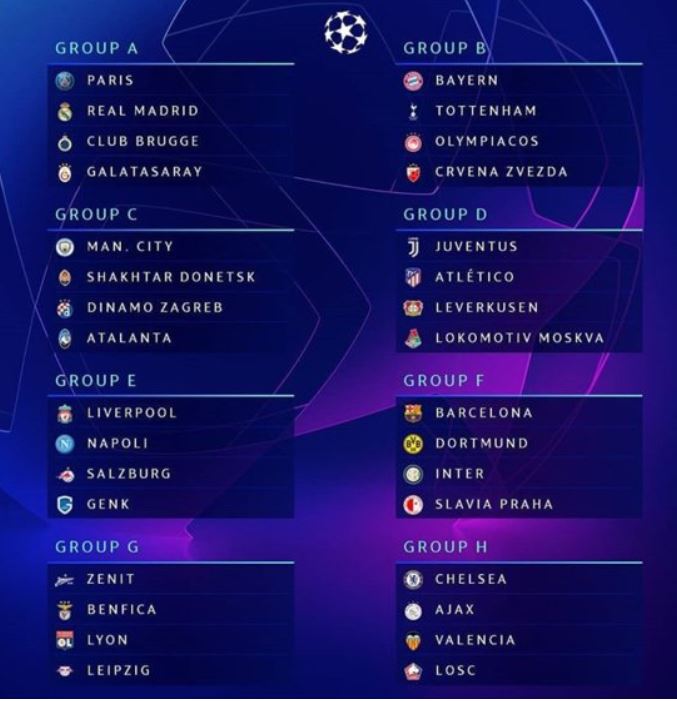 GROUP A
PARIS
REAL MADRID
CLUB BRUGGE
GALATASARAY
GROUP B
BAYERN
TOTTENHAM
OLYMPIACOS
CRVENA ZVEZDA
GROUP C
MAN. CITY
SHAKHTAR DONETSK
DINAMO ZAGREB
ATALANTA
GROUP D
JUVENTUS
ATLÉTICO
LEVERKUSEN
LOKOMOTIV MOSKVA
GROUP E
LIVERPOOL
NAPOLI
SALZBURG
GENK
GROUP F
BARCELONA
DORTMUND
INTER
SLAVIA PRAHA
GROUP G
ZENIT
BENFICA
OL LYON
LEIPZIG
GROUP H
CHELSEA
AJAX
VALENCIA
LOSC